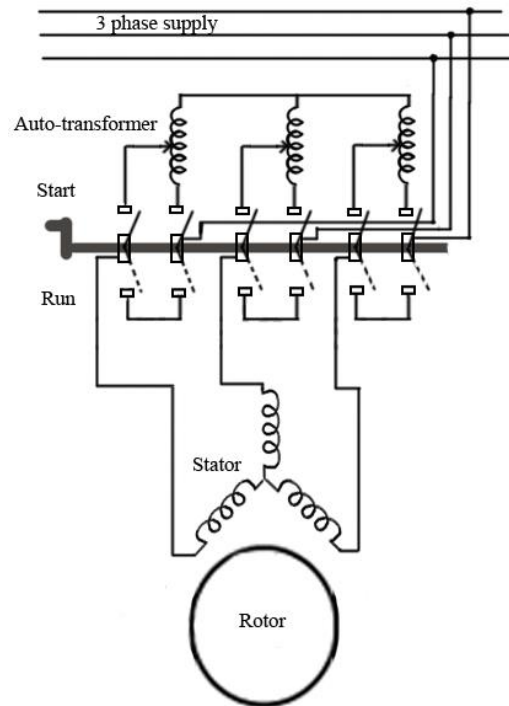 3 phase supply
Auto-transformer
Start
Run
Stator
Rotor